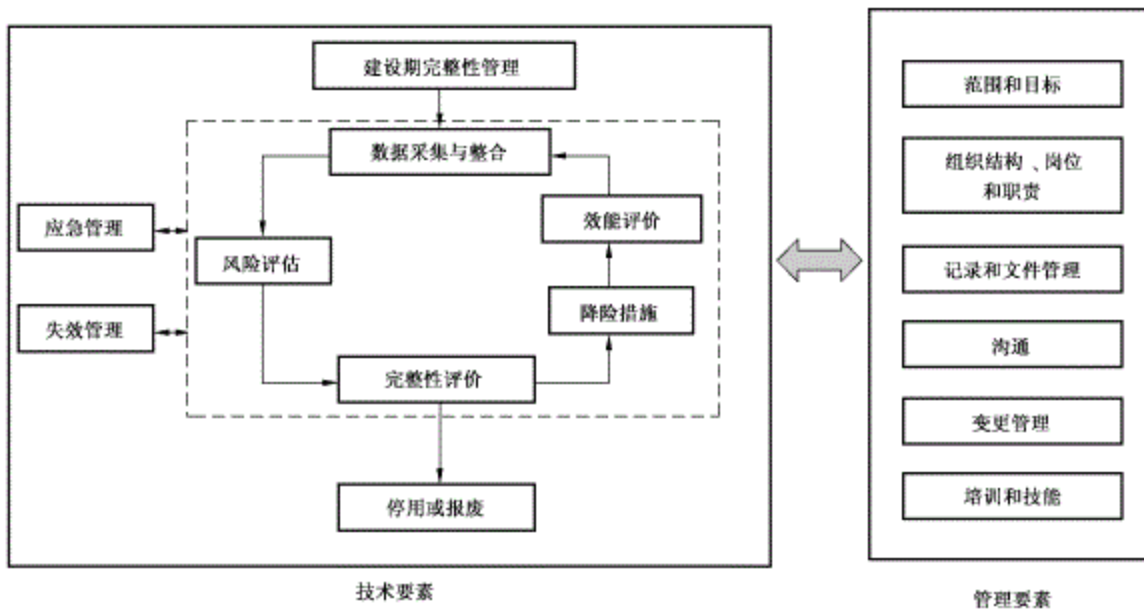 建设期完整性管理
数据采集与整合
效能评价
应急管理
风险评估
降险措施
失效管理
完整性评价
停用或报废
技术要素
范围和目标
组织结构、岗位
和职责
记录和文件管理
沟通
变更管理
培训和技能
管理要素